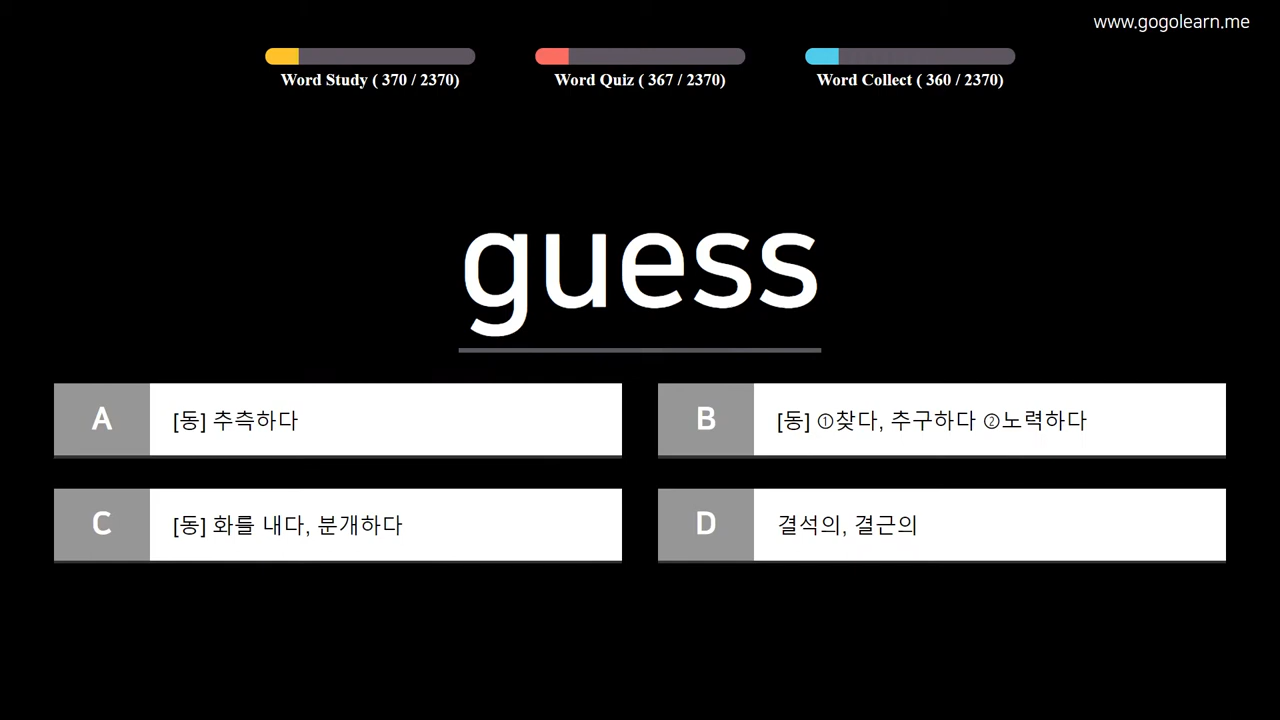 www.gogolearn.me
Word Study ( 370 / 2370)
Word Quiz ( 367 / 2370)
Word Collect ( 360 / 2370)
guess
A [동] 추측하다
B [동] ①찾다, 추구하다 ②노력하다
C [동] 화를 내다, 분개하다
D 결석의, 결근의